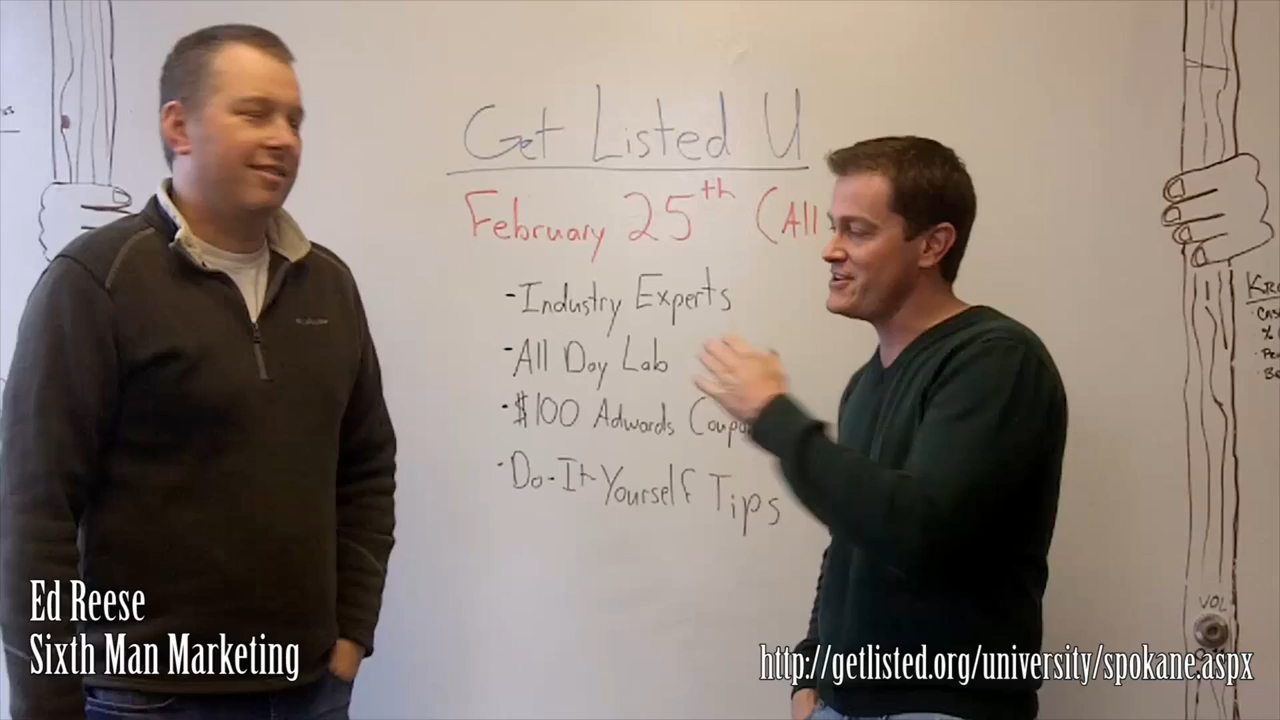 Get Listed U
February 25th (All
-Industry Experts
-All Day Lab
-$100 Adwords
-Do-It-Yourself Tips
VOL
Ed Reese
Sixth Man Marketing
http://getlisted.org/university/spokane.aspx